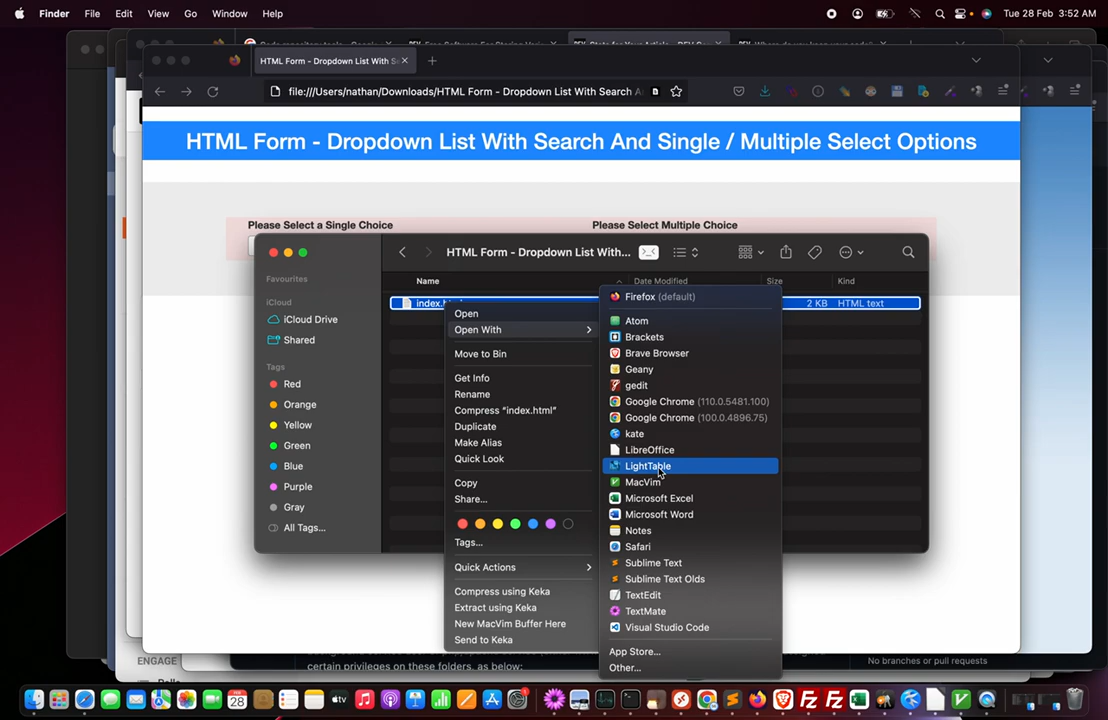 Finder File Edit View Go Window Help
Tue 28 Feb 3:52 AM
HTML Form - Dropdown List With S
file:///Users/nathan/Downloads/HTML Form - Dropdown List With Search A
HTML Form - Dropdown List With Search And Single / Multiple Select Options
Please Select a Single Choice
Please Select Multiple Choice
HTML Form - Dropdown List With...
Favourites
iCloud
iCloud Drive
Shared
Tags
Red
Orange
Yellow
Green
Blue
Purple
Gray
All Tags...
Name
Date Modified
Size
Kind
2 KB
HTML text
Open
Open With
Move to Bin
Get Info
Rename
Compress “index.html”
Duplicate
Make Alias
Quick Look
Copy
Share...
Tags...
Quick Actions
Compress using Keka
Extract using Keka
New MacVim Buffer Here
Send to Keka
Firefox (default)
Atom
Brackets
Brave Browser
Geany
gedit
Google Chrome (110.0.5481.100)
Google Chrome (100.0.4896.75)
kate
LibreOffice
LightTable
MacVim
Microsoft Excel
Microsoft Word
Notes
Safari
Sublime Text
Sublime Text Olds
TextEdit
TextMate
Visual Studio Code
App Store...
Other...
ENGAGE
certain privileges on these folders, as below:
No branches or pull requests